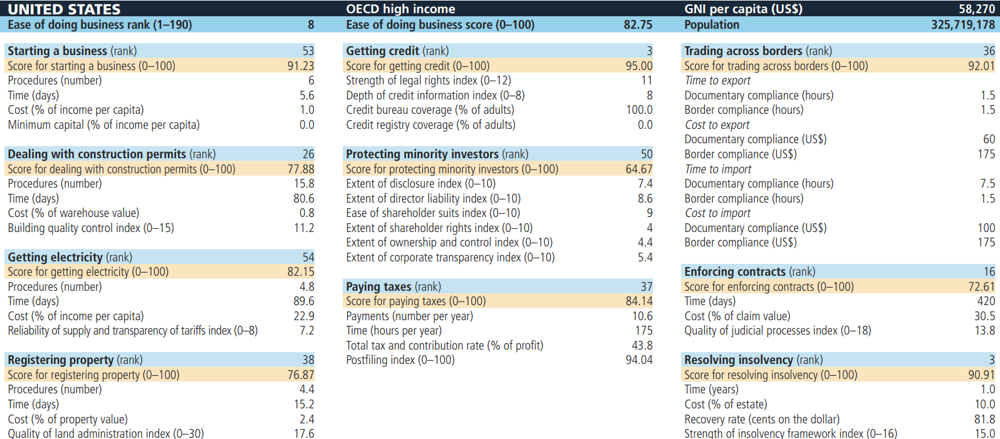 UNITED STATES
OECD high income
GNI per capita (US$) 58,270
Ease of doing business rank (1–190) 8
Ease of doing business score (0–100) 82.75
Population 325,719,178
Starting a business (rank) 53
Score for starting a business (0–100) 91.23
Procedures (number) 6
Time (days) 5.6
Cost (% of income per capita) 1.0
Minimum capital (% of income per capita) 0.0
Dealing with construction permits (rank) 26
Score for dealing with construction permits (0–100) 77.88
Procedures (number) 15.8
Time (days) 80.6
Cost (% of warehouse value) 0.8
Building quality control index (0–15) 11.2
Getting electricity (rank) 54
Score for getting electricity (0–100) 82.15
Procedures (number) 4.8
Time (days) 89.6
Cost (% of income per capita) 22.9
Reliability of supply and transparency of tariffs index (0–8) 7.2
Registering property (rank) 38
Score for registering property (0–100) 76.87
Procedures (number) 4.4
Time (days) 15.2
Cost (% of property value) 2.4
Quality of land administration index (0–30) 17.6
Getting credit (rank) 3
Score for getting credit (0–100) 95.00
Strength of legal rights index (0–12) 11
Depth of credit information index (0–8) 8
Credit bureau coverage (% of adults) 100.0
Credit registry coverage (% of adults) 0.0
Protecting minority investors (rank) 50
Score for protecting minority investors (0–100) 64.67
Extent of disclosure index (0–10) 7.4
Extent of director liability index (0–10) 8.6
Ease of shareholder suits index (0–10) 9
Extent of shareholder rights index (0–10) 4
Extent of ownership and control index (0–10) 4.4
Extent of corporate transparency index (0–10) 5.4
Paying taxes (rank) 37
Score for paying taxes (0–100) 84.14
Payments (number per year) 10.6
Time (hours per year) 175
Total tax and contribution rate (% of profit) 43.8
Postfiling index (0–100) 94.04
Trading across borders (rank) 36
Score for trading across borders (0–100) 92.01
Time to export
Documentary compliance (hours) 1.5
Border compliance (hours) 1.5
Cost to export
Documentary compliance (US$) 60
Border compliance (US$) 175
Time to import
Documentary compliance (hours) 7.5
Border compliance (hours) 1.5
Cost to import
Documentary compliance (US$) 100
Border compliance (US$) 175
Enforcing contracts (rank) 16
Score for enforcing contracts (0–100) 72.61
Time (days) 420
Cost (% of claim value) 30.5
Quality of judicial processes index (0–18) 13.8
Resolving insolvency (rank) 3
Score for resolving insolvency (0–100) 90.91
Time (years) 1.0
Cost (% of estate) 10.0
Recovery rate (cents on the dollar) 81.8
Strength of insolvency framework index (0–16) 15.0